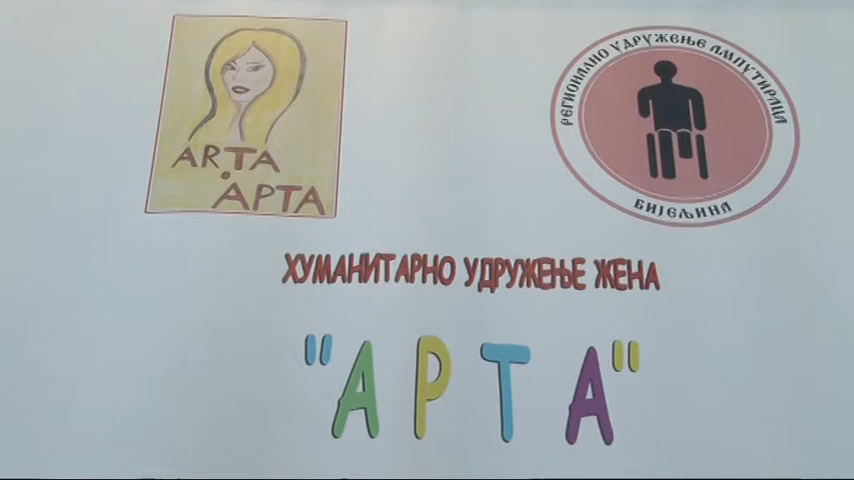 ARTA
АРТА
РЕГИОНАЛНО УДРУЖЕЊЕ АМПУТИРАЦА
БИЈЕЉИНА
ХУМАНИТАРНО УДРУЖЕЊЕ ЖЕНА
"АРТА"